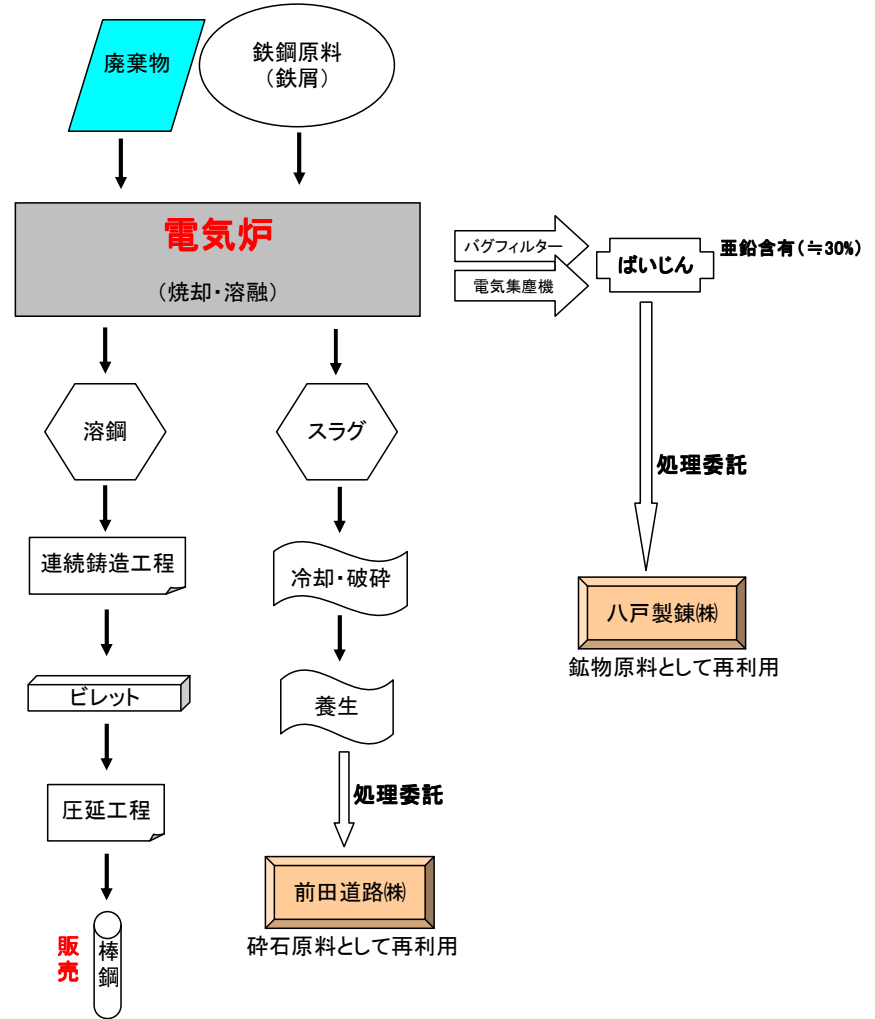 廃棄物
鉄鋼原料
（鉄屑）
電気炉
（焼却・溶融）
バグフィルター
電気集塵機
ばいじん
亜鉛含有（≒30%）
溶鋼
スラグ
処理委託
連続鋳造工程
冷却・破砕
八戸製錬㈱
鉱物原料として再利用
ビレット
養生
圧延工程
処理委託
前田道路㈱
砕石原料として再利用
販売
棒鋼